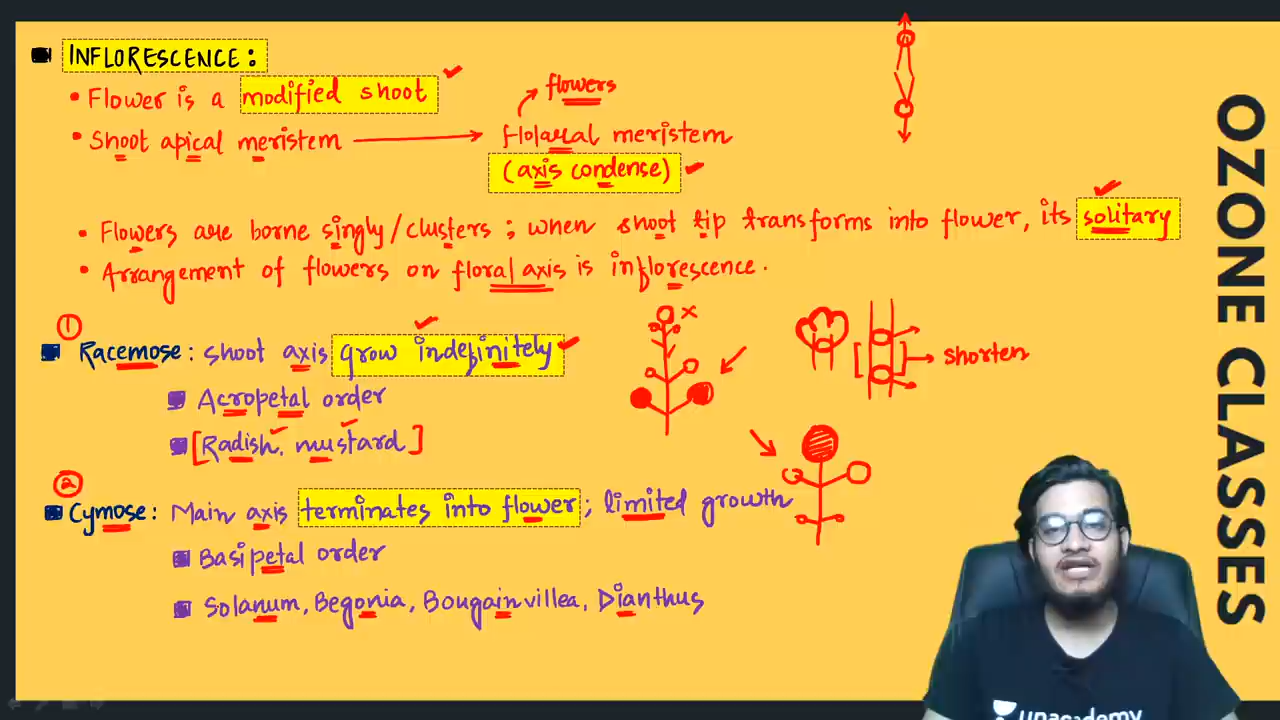 INFLORESCENCE:
• Flower is a modified shoot
flowers
• Shoot apical meristem → floral meristem
(axis condense)
• Flowers are borne singly/clusters ; when shoot tip transforms into flower, its solitary
• Arrangement of flowers on floral axis is inflorescence.
① Racemose: shoot axis grow indefinitely
Acropetal order
[Radish, mustard]
shorten
② Cymose: Main axis terminates into flower; limited growth
Basipetal order
Solanum, Begonia, Bougainvillea, Dianthus
OZONE CLASSES
unacademy